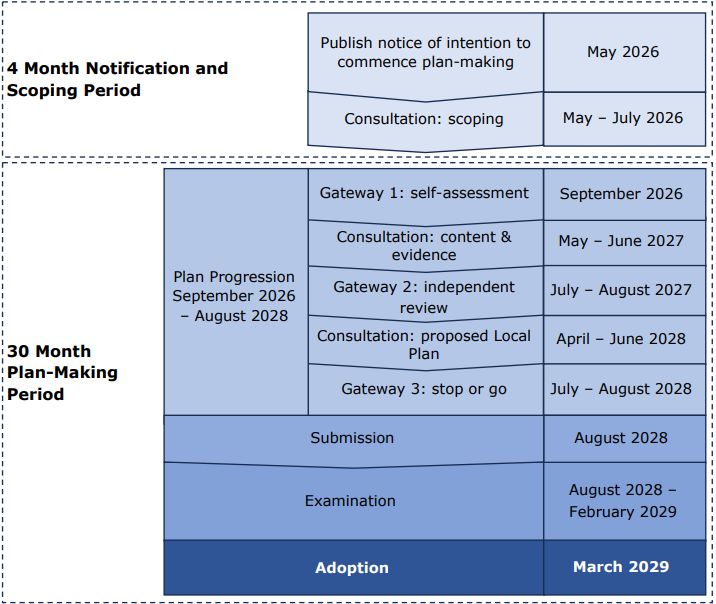 4 Month Notification and
Scoping Period
Publish notice of intention to
commence plan-making
May 2026
Consultation: scoping
May – July 2026
30 Month
Plan-Making
Period
Plan Progression
September 2026
– August 2028
Gateway 1: self-assessment
September 2026
Consultation: content &
evidence
May – June 2027
Gateway 2: independent
review
July – August 2027
Consultation: proposed Local
Plan
April – June 2028
Gateway 3: stop or go
July – August 2028
Submission
August 2028
Examination
August 2028 –
February 2029
Adoption
March 2029